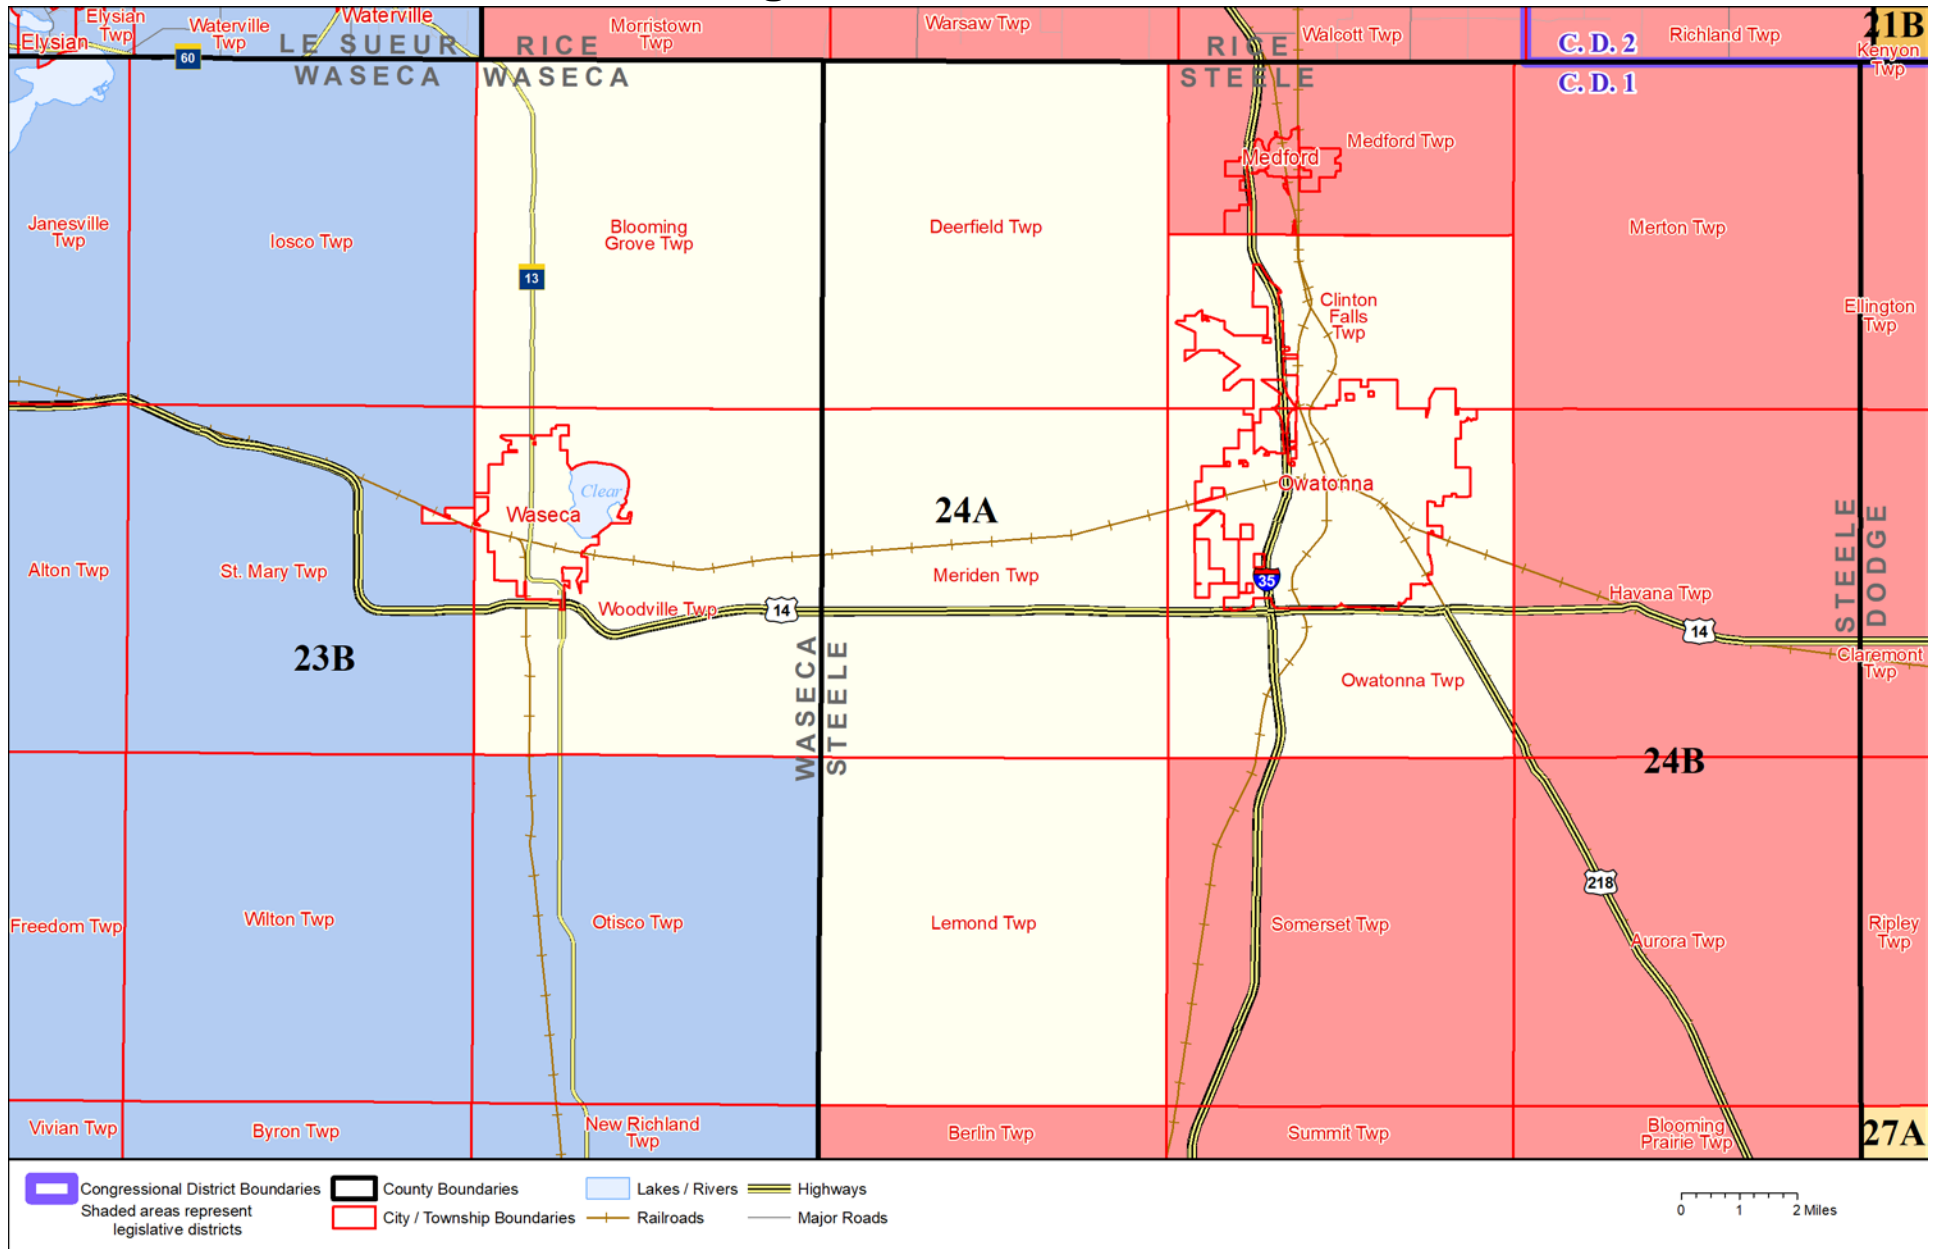 Elysian
Twp
Elysian
Waterville
Twp
Waterville
60
LE SUEUR
WASECA
RICE
WASECA
Morristown
Twp
Warsaw Twp
RICE
STEELE
Walcott Twp
C. D. 2
C. D. 1
Richland Twp
21B
Kenyon
Twp
Medford Twp
Medford
Janesville
Twp
Iosco Twp
Blooming
Grove Twp
Deerfield Twp
Merton Twp
13
Clinton
Falls
Twp
Ellington
Twp
Clear
Waseca
24A
Owatonna
STEELE
DODGE
Alton Twp
St. Mary Twp
Meriden Twp
35
Havana Twp
Woodville Twp
14
14
23B
WASECA
STEELE
Owatonna Twp
Claremont
Twp
24B
218
Freedom Twp
Wilton Twp
Otisco Twp
Lemond Twp
Somerset Twp
Aurora Twp
Ripley
Twp
Vivian Twp
Byron Twp
New Richland
Twp
Berlin Twp
Summit Twp
Blooming
Prairie Twp
27A
Congressional District Boundaries
Shaded areas represent
legislative districts
County Boundaries
City / Township Boundaries
Lakes / Rivers
Railroads
Highways
Major Roads
0 1 2 Miles